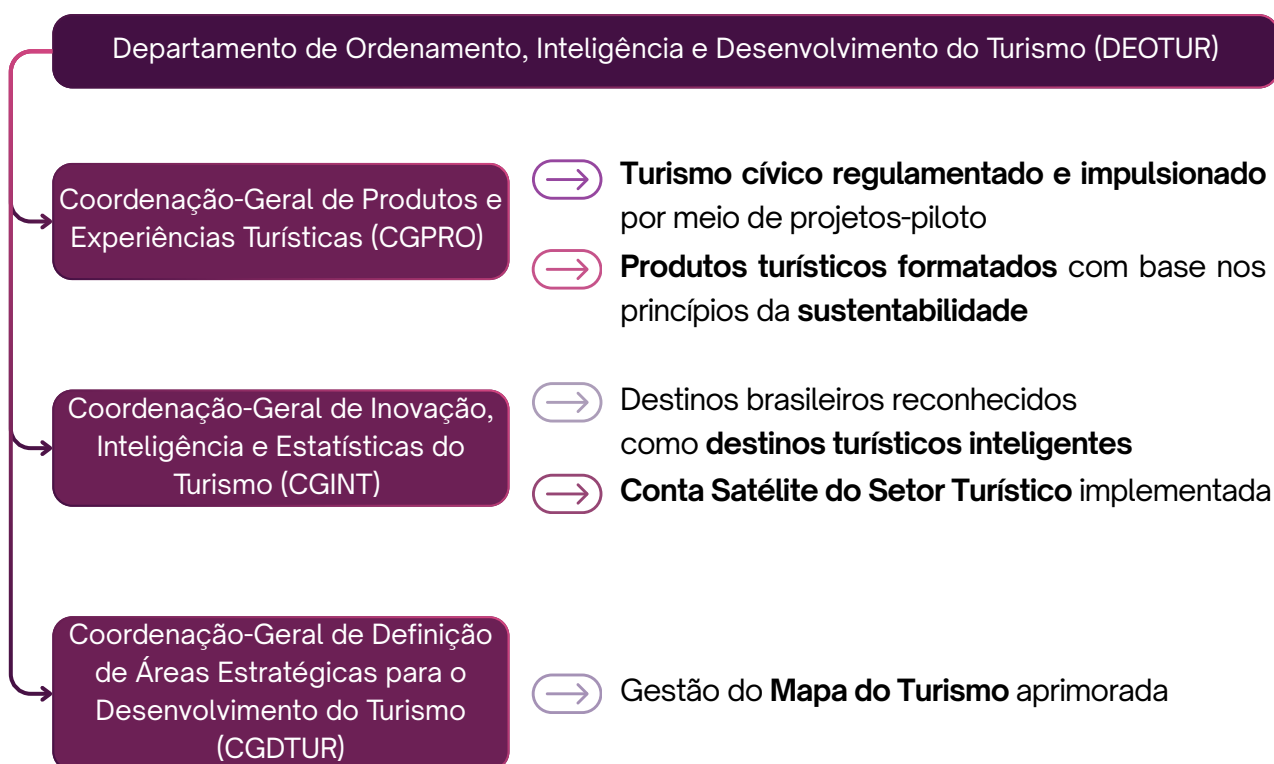 Departamento de Ordenamento, Inteligência e Desenvolvimento do Turismo (DEOTUR)
Coordenação-Geral de Produtos e
Experiências Turísticas (CGPRO)
Turismo cívico regulamentado e impulsionado
por meio de projetos-piloto
Produtos turísticos formatados com base nos
princípios da sustentabilidade
Coordenação-Geral de Inovação,
Inteligência e Estatísticas do
Turismo (CGINT)
Destinos brasileiros reconhecidos
como destinos turísticos inteligentes
Conta Satélite do Setor Turístico implementada
Coordenação-Geral de Definição
de Áreas Estratégicas para o
Desenvolvimento do Turismo
(CGDTUR)
Gestão do Mapa do Turismo aprimorada